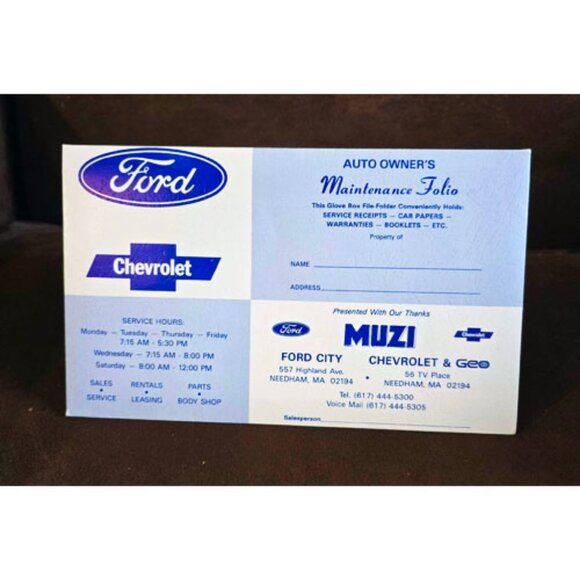 Ford
Chevrolet
SERVICE HOURS:
Monday — Tuesday — Thursday — Friday
7:15 AM - 5:30 PM
Wednesday — 7:15 AM - 8:00 PM
Saturday — 8:00 AM - 12:00 PM
SALES • SERVICE
RENTALS • LEASING
PARTS • BODY SHOP
AUTO OWNER'S
Maintenance Folio
This Glove Box File Folder Conveniently Holds:
SERVICE RECEIPTS — CAR PAPERS —
WARRANTIES — BOOKLETS — ETC.
Property of
NAME
ADDRESS
Presented With Our Thanks
Ford
MUZI
FORD CITY
557 Highland Ave.
NEEDHAM, MA 02194
•
CHEVROLET & GEO
56 TV Place
NEEDHAM, MA 02194
Tel. (617) 444-5300
Voice Mail (617) 444-5305
Salesperson